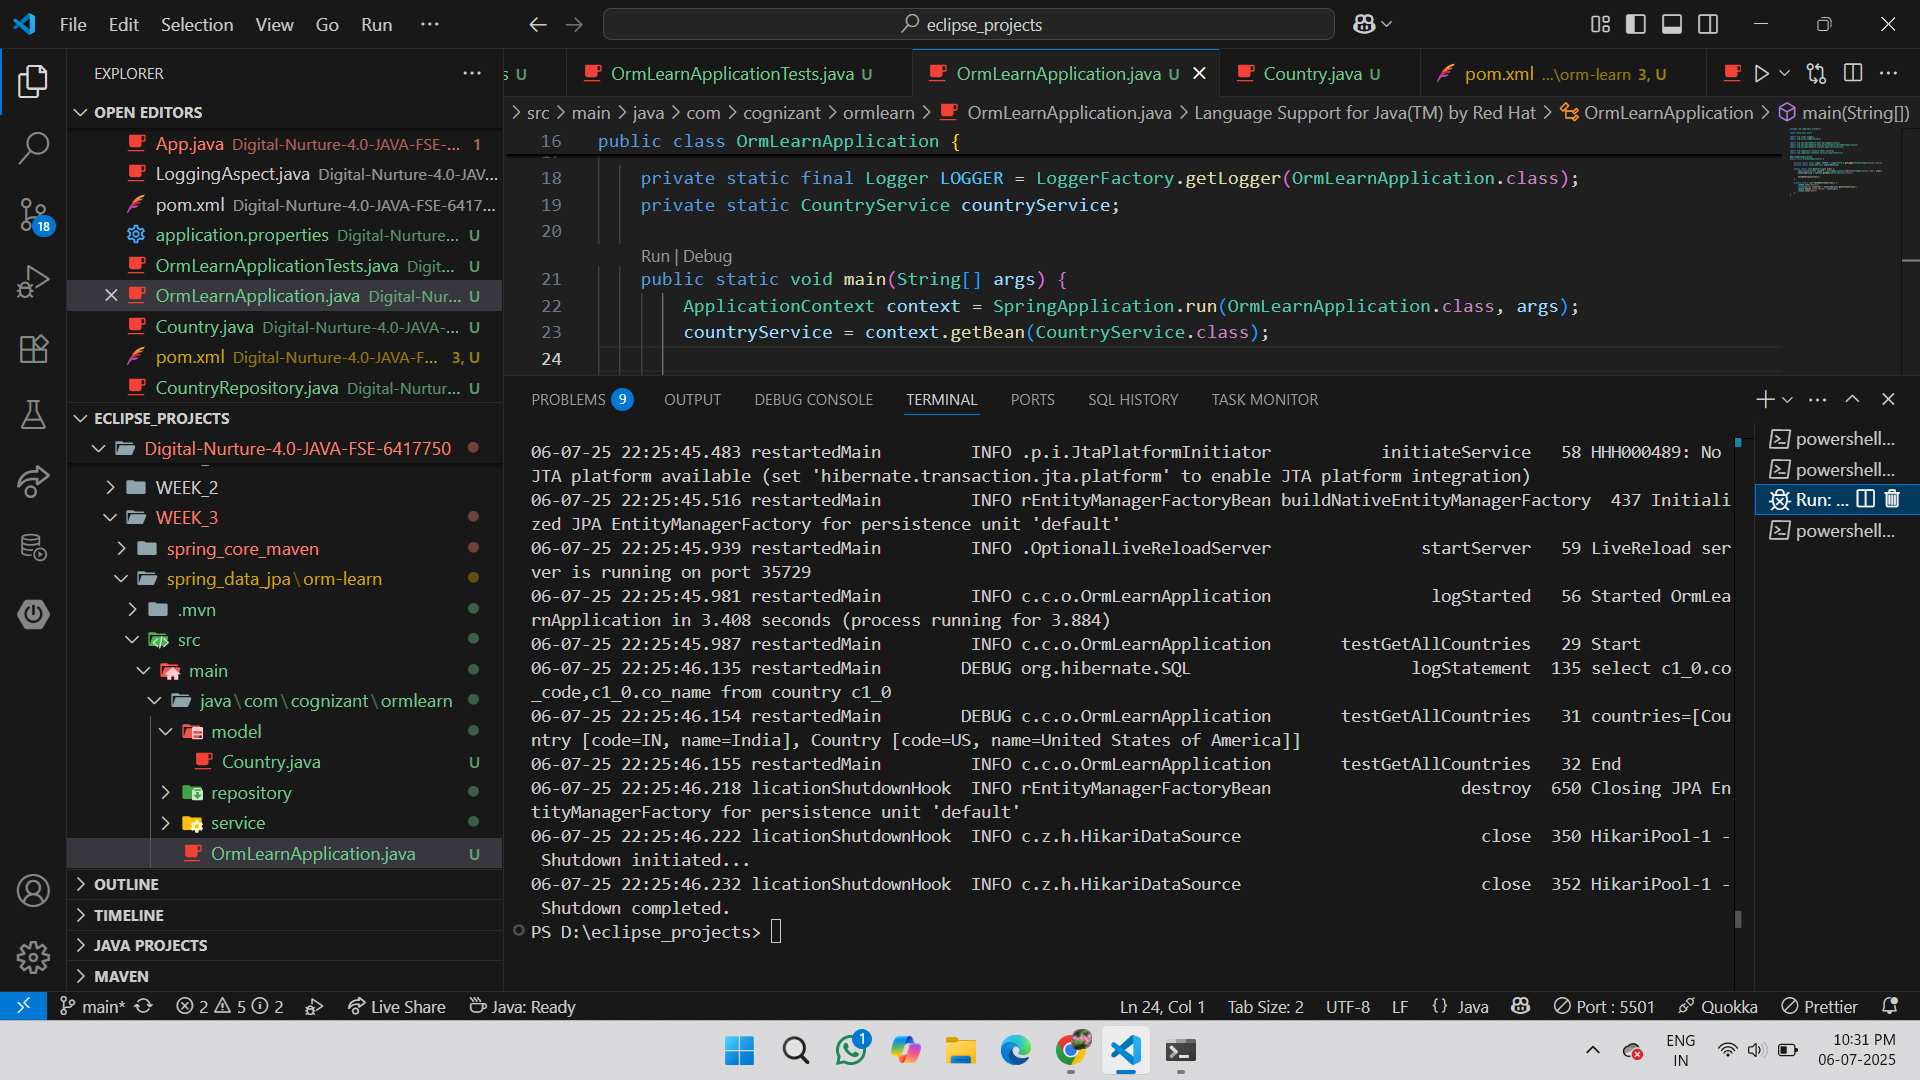 File Edit Selection View Go Run ···
eclipse_projects
EXPLORER ···
OPEN EDITORS
App.java Digital-Nurture-4.0-JAVA-FSE-... 1
LoggingAspect.java Digital-Nurture-4.0-JAV...
pom.xml Digital-Nurture-4.0-JAVA-FSE-6417...
application.properties Digital-Nurture... U
OrmLearnApplicationTests.java Digit... U
OrmLearnApplication.java Digital-Nur... U
Country.java Digital-Nurture-4.0-JAVA-... U
pom.xml Digital-Nurture-4.0-JAVA-F... 3, U
CountryRepository.java Digital-Nurtur... U
ECLIPSE_PROJECTS
Digital-Nurture-4.0-JAVA-FSE-6417750
WEEK_2
WEEK_3
spring_core_maven
spring_data_jpa\orm-learn
.mvn
src
main
java\com\cognizant\ormlearn
model
Country.java U
repository
service
OrmLearnApplication.java U
OUTLINE
TIMELINE
JAVA PROJECTS
MAVEN
18
s U OrmLearnApplicationTests.java U OrmLearnApplication.java U Country.java U pom.xml ...\orm-learn 3, U
src > main > java > com > cognizant > ormlearn > OrmLearnApplication.java > Language Support for Java(TM) by Red Hat > OrmLearnApplication > main(String[])
16 public class OrmLearnApplication {
18 private static final Logger LOGGER = LoggerFactory.getLogger(OrmLearnApplication.class);
19 private static CountryService countryService;
20
Run | Debug
21 public static void main(String[] args) {
22 ApplicationContext context = SpringApplication.run(OrmLearnApplication.class, args);
23 countryService = context.getBean(CountryService.class);
24
PROBLEMS 9 OUTPUT DEBUG CONSOLE TERMINAL PORTS SQL HISTORY TASK MONITOR
06-07-25 22:25:45.483 restartedMain INFO .p.i.JtaPlatformInitiator initiateService 58 HHH000489: No
JTA platform available (set 'hibernate.transaction.jta.platform' to enable JTA platform integration)
06-07-25 22:25:45.516 restartedMain INFO rEntityManagerFactoryBean buildNativeEntityManagerFactory 437 Initiali
zed JPA EntityManagerFactory for persistence unit 'default'
06-07-25 22:25:45.939 restartedMain INFO .OptionalLiveReloadServer startServer 59 LiveReload ser
ver is running on port 35729
06-07-25 22:25:45.981 restartedMain INFO c.c.o.OrmLearnApplication logStarted 56 Started OrmLea
rnApplication in 3.408 seconds (process running for 3.884)
06-07-25 22:25:45.987 restartedMain INFO c.c.o.OrmLearnApplication testGetAllCountries 29 Start
06-07-25 22:25:46.135 restartedMain DEBUG org.hibernate.SQL logStatement 135 select c1_0.co
_code,c1_0.co_name from country c1_0
06-07-25 22:25:46.154 restartedMain DEBUG c.c.o.OrmLearnApplication testGetAllCountries 31 countries=[Cou
ntry [code=IN, name=India], Country [code=US, name=United States of America]]
06-07-25 22:25:46.155 restartedMain INFO c.c.o.OrmLearnApplication testGetAllCountries 32 End
06-07-25 22:25:46.218 licationShutdownHook INFO rEntityManagerFactoryBean destroy 650 Closing JPA En
tityManagerFactory for persistence unit 'default'
06-07-25 22:25:46.222 licationShutdownHook INFO c.z.h.HikariDataSource close 350 HikariPool-1 -
Shutdown initiated...
06-07-25 22:25:46.232 licationShutdownHook INFO c.z.h.HikariDataSource close 352 HikariPool-1 -
Shutdown completed.
PS D:\eclipse_projects>
powershell...
powershell...
Run: ...
powershell...
main* 2 5 2 Live Share Java: Ready Ln 24, Col 1 Tab Size: 2 UTF-8 LF {} Java Port : 5501 Quokka Prettier
1
ENG
IN
10:31 PM
06-07-2025